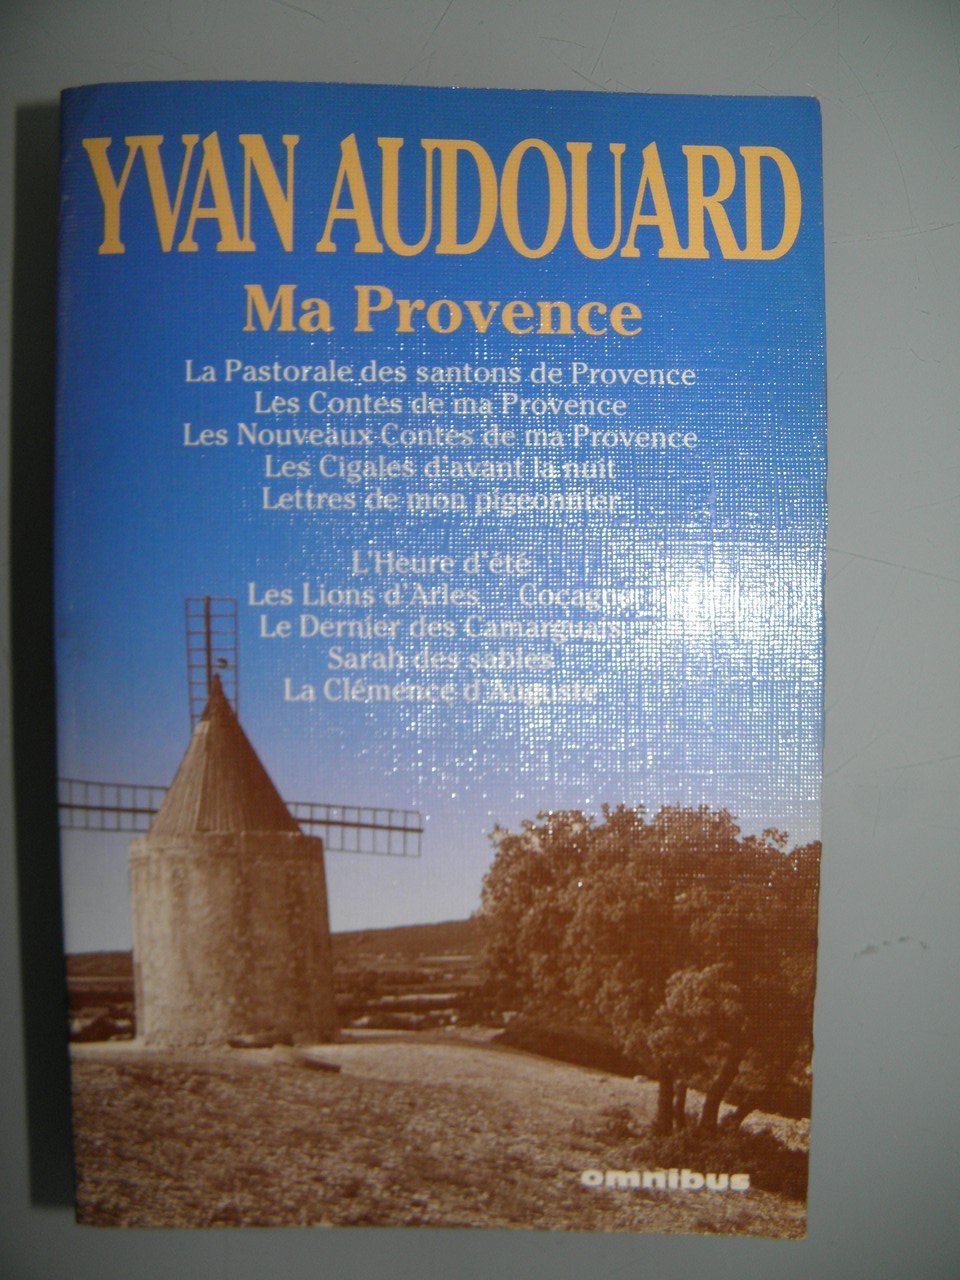 YVAN AUDOUARD
Ma Provence
La Pastorale des santons de Provence
Les Contes de ma Provence
Les Nouveaux Contes de ma Provence
Les Cigales d'avant la nuit
Lettres de mon pigeonnier
L'Heure d'été
Les Lions d'Arles
Le Dernier des Camarguais
Sarah des sables
La Clémence d'Auguste
omnibus